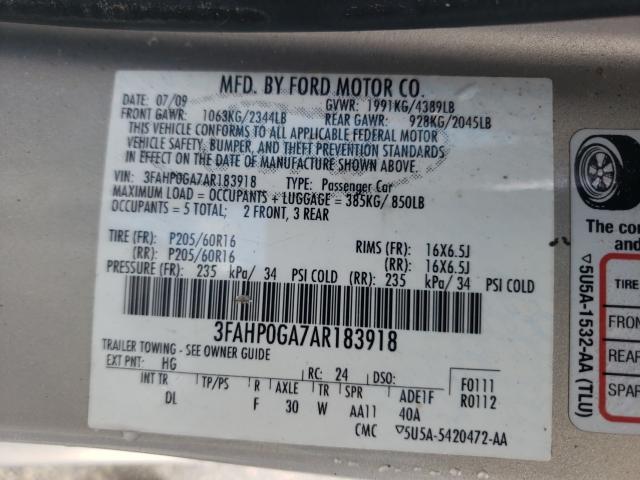 MFD. BY FORD MOTOR CO.
DATE: 07/09 GVWR: 1991KG/4389LB
FRONT GAWR: 1063KG/2344LB REAR GAWR: 928KG/2045LB
THIS VEHICLE CONFORMS TO ALL APPLICABLE FEDERAL MOTOR
VEHICLE SAFETY, BUMPER, AND THEFT PREVENTION STANDARDS
IN EFFECT ON THE DATE OF MANUFACTURE SHOWN ABOVE.
VIN: 3FAHP0GA7AR183918 TYPE: Passenger Car
MAXIMUM LOAD = OCCUPANTS + LUGGAGE = 385KG/ 850LB
OCCUPANTS = 5 TOTAL; 2 FRONT, 3 REAR
TIRE (FR): P205/60R16 RIMS (FR): 16X6.5J
(RR): P205/60R16 (RR): 16X6.5J
PRESSURE (FR): 235 kPa/ 34 PSI COLD (RR): 235 kPa/ 34 PSI COLD
3FAHP0GA7AR183918
TRAILER TOWING - SEE OWNER GUIDE
EXT PNT: HG RC: 24 DSO: F0111
R0112
INT TR TP/PS R AXLE TR SPR ADE1F
DL F 30 W AA11 40A
CMC ▽5U5A-5420472-AA
▽5U5A-1532-AA (TLU)
The co
and
TIRE
FRON
REAR
SPAR